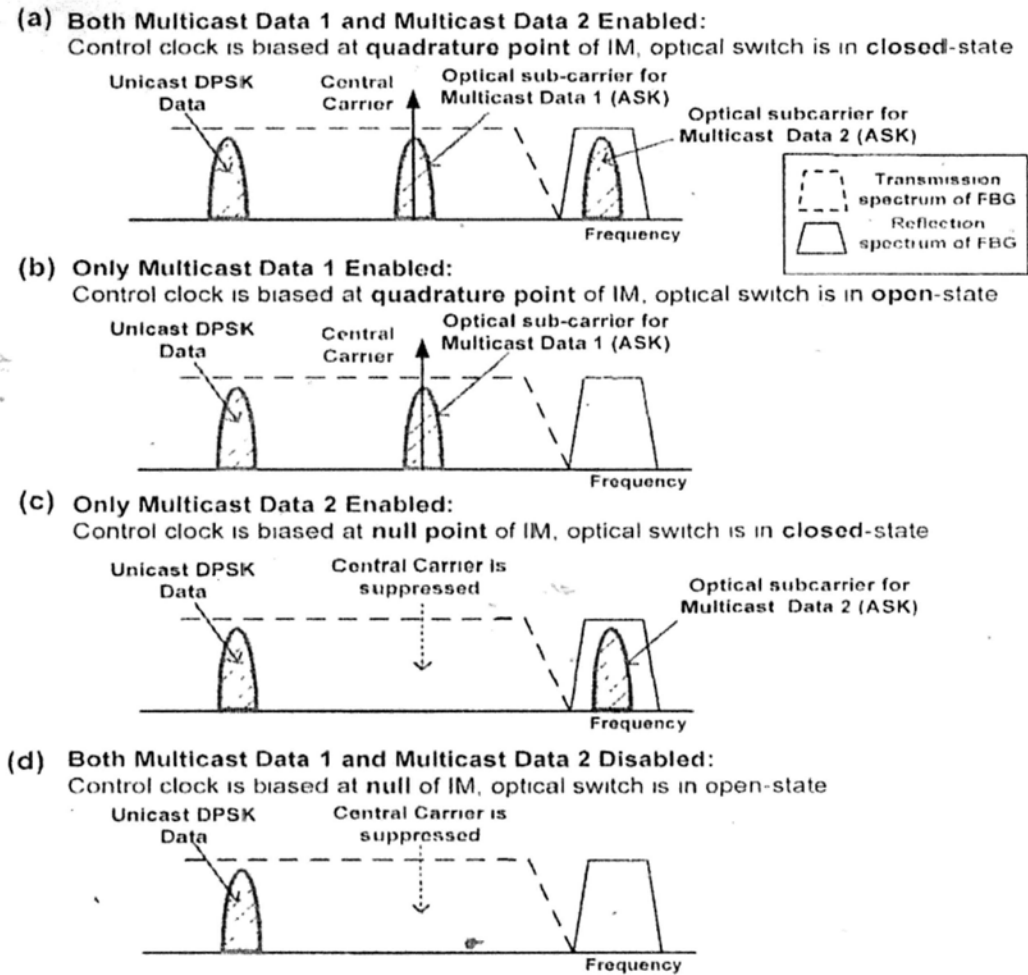 (a) Both Multicast Data 1 and Multicast Data 2 Enabled:
Control clock is biased at quadrature point of IM, optical switch is in closed-state
Unicast DPSK
Data
Central
Carrier
Optical sub-carrier for
Multicast Data 1 (ASK)
Optical subcarrier for
Multicast Data 2 (ASK)
Frequency
Transmission
spectrum of FBG
Reflection
spectrum of FBG
(b) Only Multicast Data 1 Enabled:
Control clock is biased at quadrature point of IM, optical switch is in open-state
Unicast DPSK
Data
Central
Carrier
Optical sub-carrier for
Multicast Data 1 (ASK)
Frequency
(c) Only Multicast Data 2 Enabled:
Control clock is biased at null point of IM, optical switch is in closed-state
Unicast DPSK
Data
Central Carrier is
suppressed
Optical subcarrier for
Multicast Data 2 (ASK)
Frequency
(d) Both Multicast Data 1 and Multicast Data 2 Disabled:
Control clock is biased at null of IM, optical switch is in open-state
Unicast DPSK
Data
Central Carrier is
suppressed
Frequency